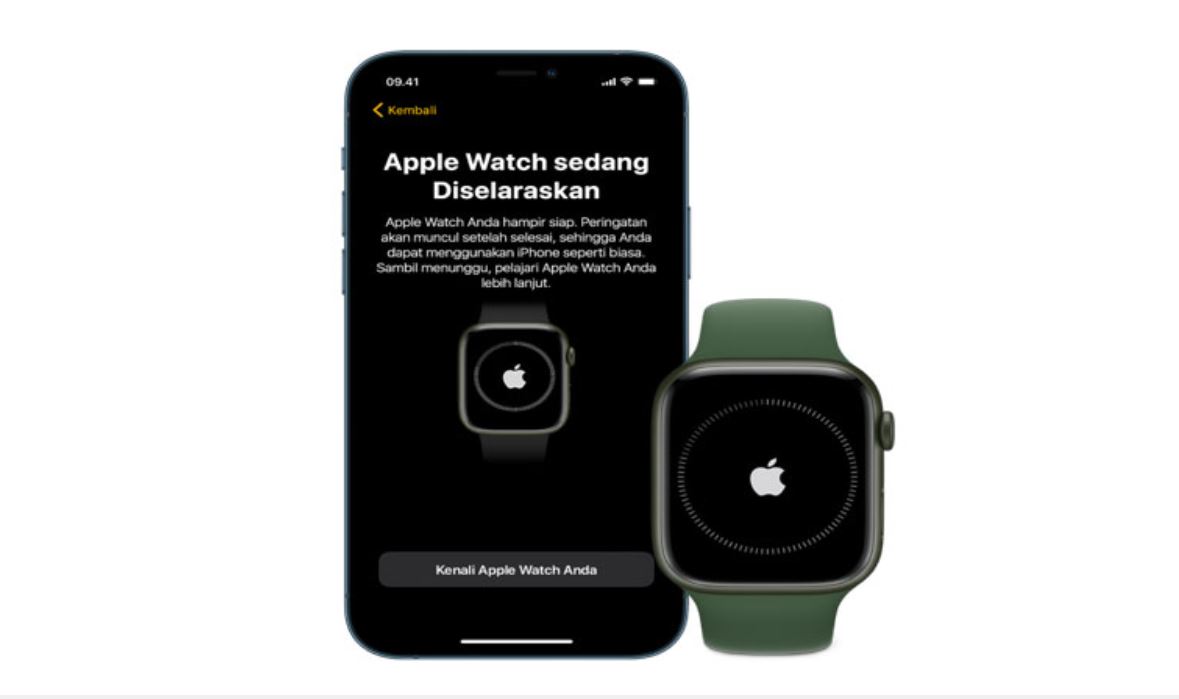 09.41
Kembali
Apple Watch sedang
Diselaraskan
Apple Watch Anda hampir siap. Peringatan
akan muncul setelah selesai, sehingga Anda
dapat menggunakan iPhone seperti biasa.
Sambil menunggu, pelajari Apple Watch Anda
lebih lanjut.
Kenali Apple Watch Anda